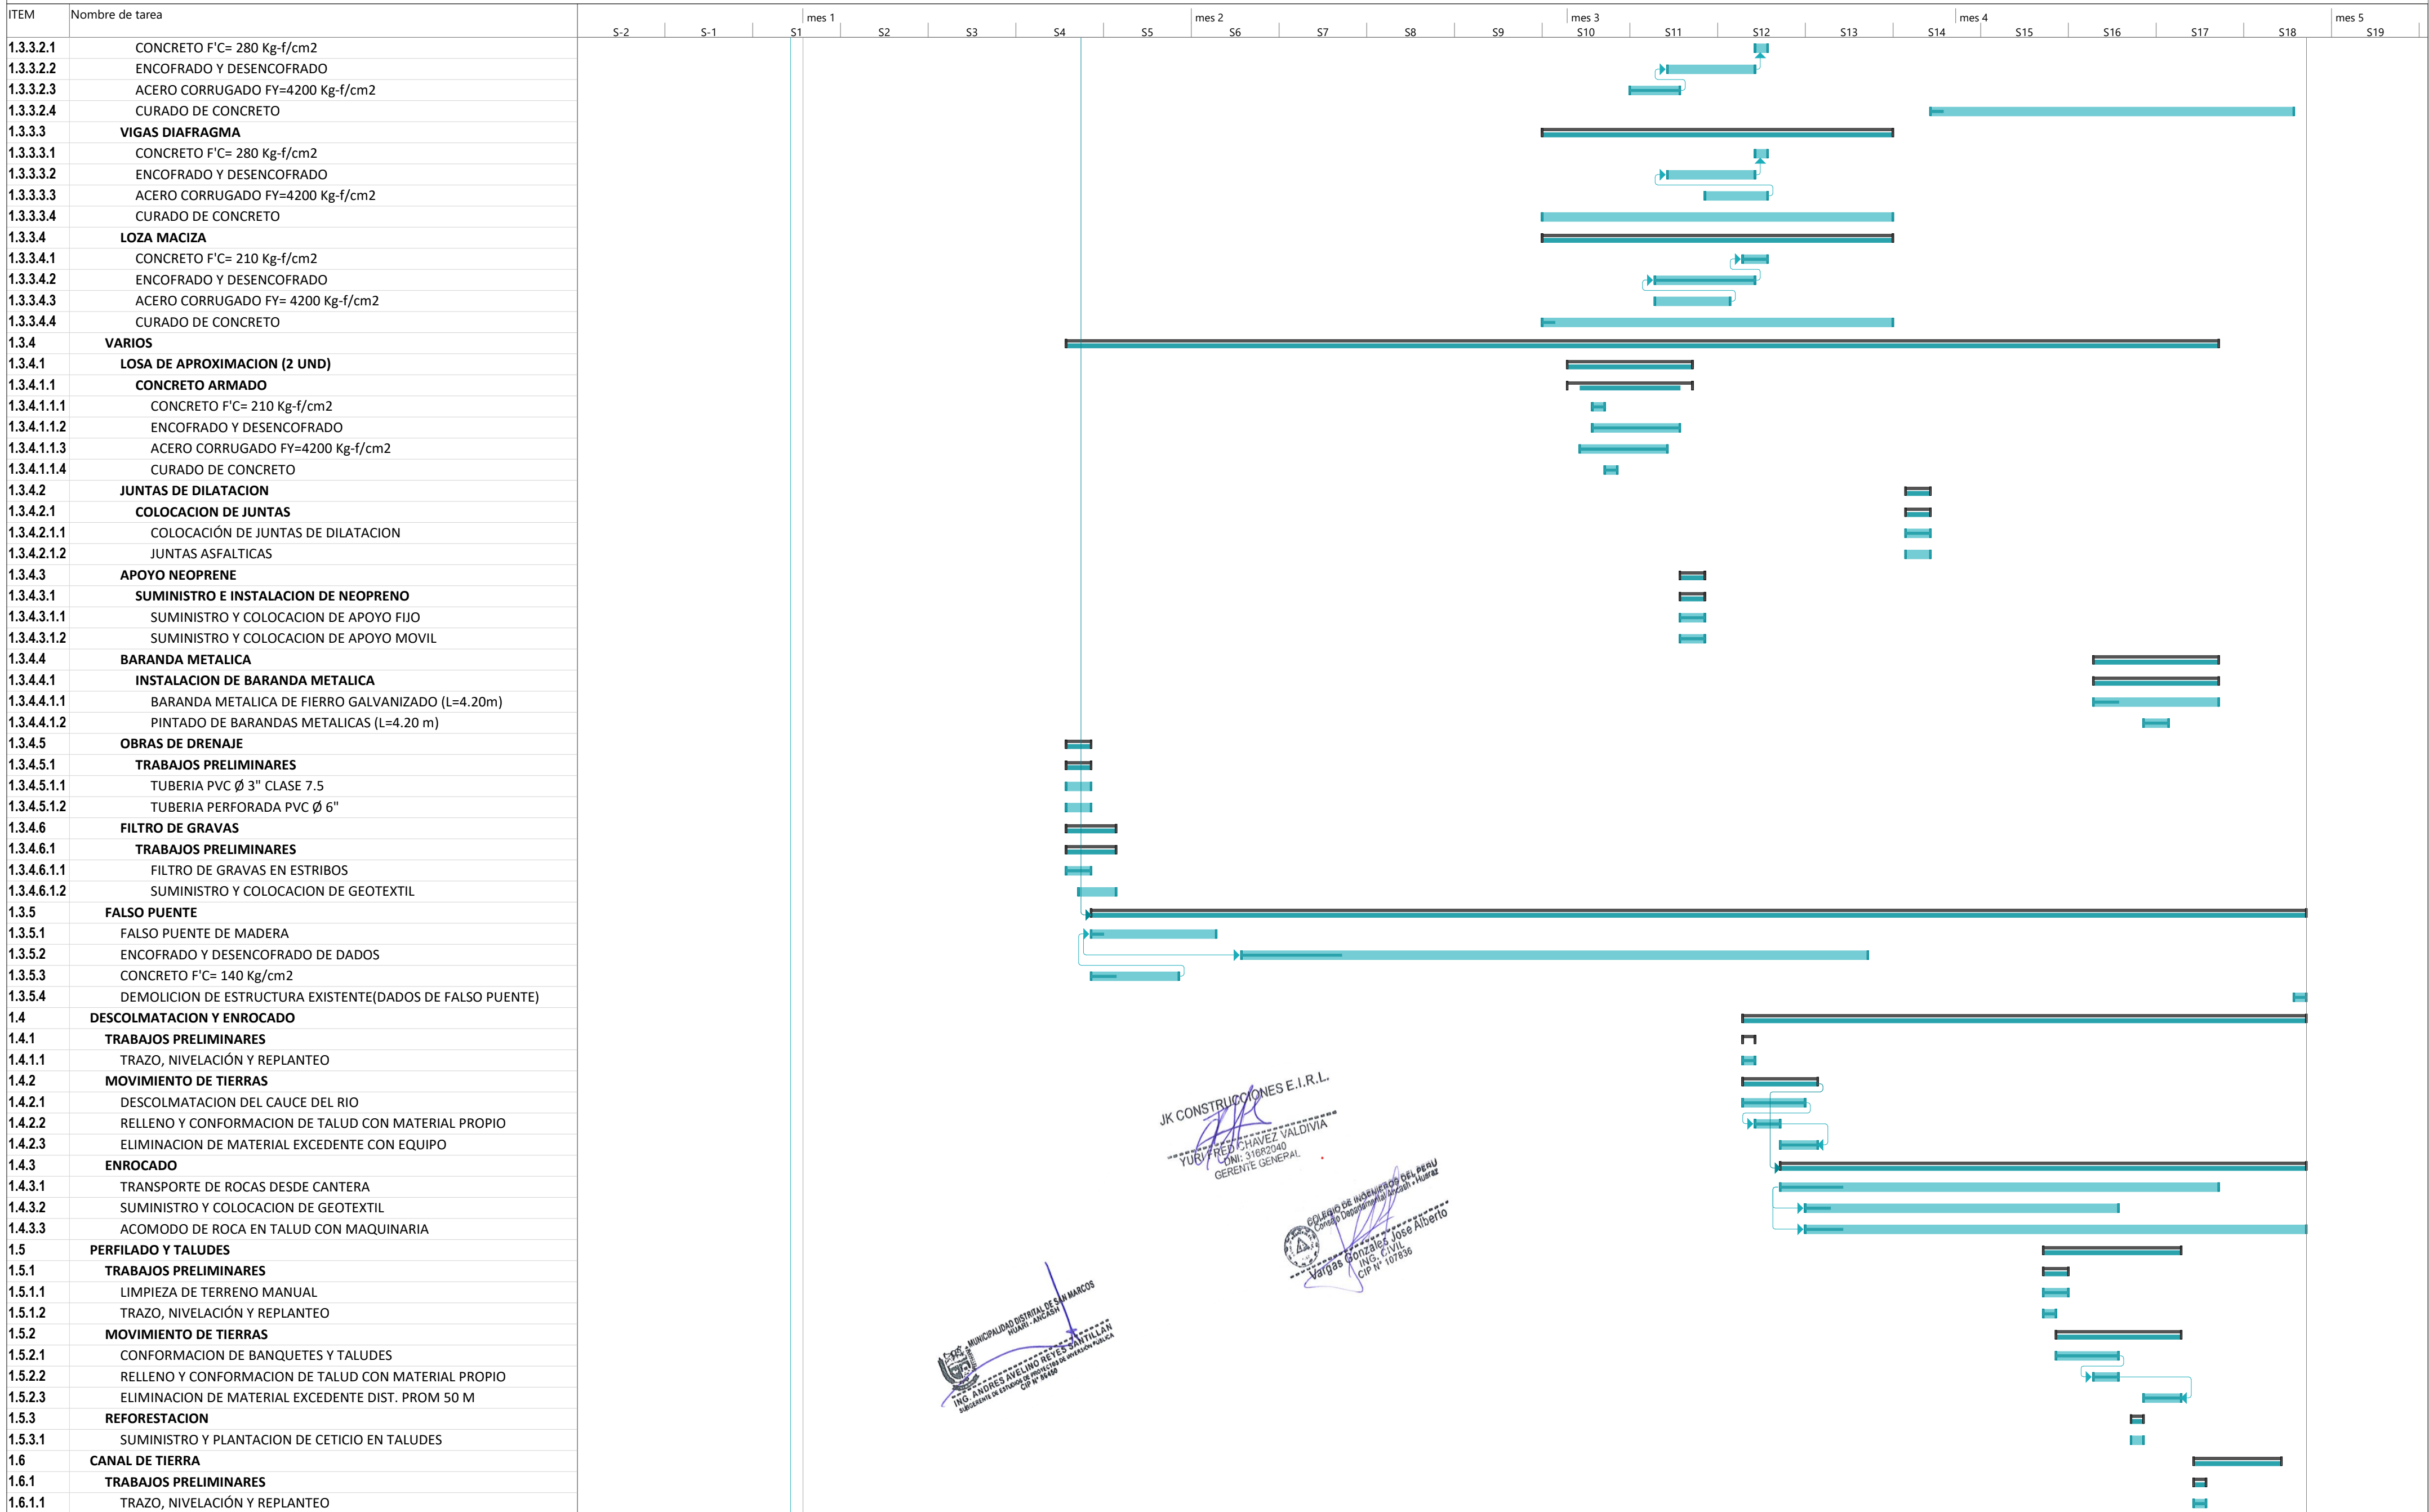 ITEM Nombre de tarea mes 1 mes 2 mes 3 mes 4 mes 5
S-2 S-1 S1 S2 S3 S4 S5 S6 S7 S8 S9 S10 S11 S12 S13 S14 S15 S16 S17 S18 S19
1.3.3.2.1 CONCRETO F'C= 280 Kg-f/cm2
1.3.3.2.2 ENCOFRADO Y DESENCOFRADO
1.3.3.2.3 ACERO CORRUGADO FY=4200 Kg-f/cm2
1.3.3.2.4 CURADO DE CONCRETO
1.3.3.3 VIGAS DIAFRAGMA
1.3.3.3.1 CONCRETO F'C= 280 Kg-f/cm2
1.3.3.3.2 ENCOFRADO Y DESENCOFRADO
1.3.3.3.3 ACERO CORRUGADO FY=4200 Kg-f/cm2
1.3.3.3.4 CURADO DE CONCRETO
1.3.3.4 LOZA MACIZA
1.3.3.4.1 CONCRETO F'C= 210 Kg-f/cm2
1.3.3.4.2 ENCOFRADO Y DESENCOFRADO
1.3.3.4.3 ACERO CORRUGADO FY= 4200 Kg-f/cm2
1.3.3.4.4 CURADO DE CONCRETO
1.3.4 VARIOS
1.3.4.1 LOSA DE APROXIMACION (2 UND)
1.3.4.1.1 CONCRETO ARMADO
1.3.4.1.1.1 CONCRETO F'C= 210 Kg-f/cm2
1.3.4.1.1.2 ENCOFRADO Y DESENCOFRADO
1.3.4.1.1.3 ACERO CORRUGADO FY=4200 Kg-f/cm2
1.3.4.1.1.4 CURADO DE CONCRETO
1.3.4.2 JUNTAS DE DILATACION
1.3.4.2.1 COLOCACION DE JUNTAS
1.3.4.2.1.1 COLOCACIÓN DE JUNTAS DE DILATACION
1.3.4.2.1.2 JUNTAS ASFALTICAS
1.3.4.3 APOYO NEOPRENE
1.3.4.3.1 SUMINISTRO E INSTALACION DE NEOPRENO
1.3.4.3.1.1 SUMINISTRO Y COLOCACION DE APOYO FIJO
1.3.4.3.1.2 SUMINISTRO Y COLOCACION DE APOYO MOVIL
1.3.4.4 BARANDA METALICA
1.3.4.4.1 INSTALACION DE BARANDA METALICA
1.3.4.4.1.1 BARANDA METALICA DE FIERRO GALVANIZADO (L=4.20m)
1.3.4.4.1.2 PINTADO DE BARANDAS METALICAS (L=4.20 m)
1.3.4.5 OBRAS DE DRENAJE
1.3.4.5.1 TRABAJOS PRELIMINARES
1.3.4.5.1.1 TUBERIA PVC Ø 3" CLASE 7.5
1.3.4.5.1.2 TUBERIA PERFORADA PVC Ø 6"
1.3.4.6 FILTRO DE GRAVAS
1.3.4.6.1 TRABAJOS PRELIMINARES
1.3.4.6.1.1 FILTRO DE GRAVAS EN ESTRIBOS
1.3.4.6.1.2 SUMINISTRO Y COLOCACION DE GEOTEXTIL
1.3.5 FALSO PUENTE
1.3.5.1 FALSO PUENTE DE MADERA
1.3.5.2 ENCOFRADO Y DESENCOFRADO DE DADOS
1.3.5.3 CONCRETO F'C= 140 Kg/cm2
1.3.5.4 DEMOLICION DE ESTRUCTURA EXISTENTE(DADOS DE FALSO PUENTE)
1.4 DESCOLMATACION Y ENROCADO
1.4.1 TRABAJOS PRELIMINARES
1.4.1.1 TRAZO, NIVELACIÓN Y REPLANTEO
1.4.2 MOVIMIENTO DE TIERRAS
1.4.2.1 DESCOLMATACION DEL CAUCE DEL RIO
1.4.2.2 RELLENO Y CONFORMACION DE TALUD CON MATERIAL PROPIO
1.4.2.3 ELIMINACION DE MATERIAL EXCEDENTE CON EQUIPO
1.4.3 ENROCADO
1.4.3.1 TRANSPORTE DE ROCAS DESDE CANTERA
1.4.3.2 SUMINISTRO Y COLOCACION DE GEOTEXTIL
1.4.3.3 ACOMODO DE ROCA EN TALUD CON MAQUINARIA
1.5 PERFILADO Y TALUDES
1.5.1 TRABAJOS PRELIMINARES
1.5.1.1 LIMPIEZA DE TERRENO MANUAL
1.5.1.2 TRAZO, NIVELACIÓN Y REPLANTEO
1.5.2 MOVIMIENTO DE TIERRAS
1.5.2.1 CONFORMACION DE BANQUETES Y TALUDES
1.5.2.2 RELLENO Y CONFORMACION DE TALUD CON MATERIAL PROPIO
1.5.2.3 ELIMINACION DE MATERIAL EXCEDENTE DIST. PROM 50 M
1.5.3 REFORESTACION
1.5.3.1 SUMINISTRO Y PLANTACION DE CETICIO EN TALUDES
1.6 CANAL DE TIERRA
1.6.1 TRABAJOS PRELIMINARES
1.6.1.1 TRAZO, NIVELACIÓN Y REPLANTEO
JK CONSTRUCCIONES E.I.R.L.
YURI FRED CHAVEZ VALDIVIA
DNI: 31682040
GERENTE GENERAL
COLEGIO DE INGENIEROS DEL PERU
Consejo Departamental Ancash - Huaraz
Vargas Gonzales Jose Alberto
ING. CIVIL
CIP N° 107836
MUNICIPALIDAD DISTRITAL DE SAN MARCOS
HUARI - ANCASH
ING. ANDRES AVELINO REYES SANTILLAN
SUBGERENTE DE ESTUDIOS DE PROYECTOS DE INVERSIÓN PUBLICA
CIP N° 86450